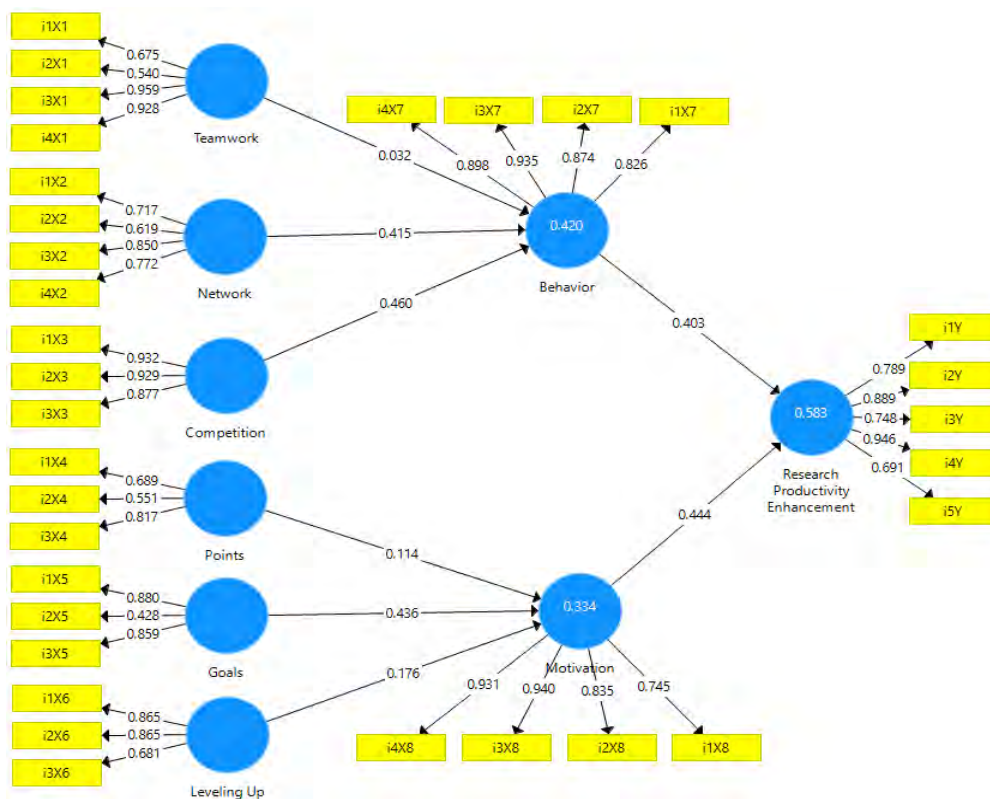 i1X1
0.675
i2X1
0.540
i3X1
0.959
i4X1
0.928
Teamwork
i4X7
i3X7
i2X7
i1X7
0.898
0.935
0.874
0.826
0.032
i1X2
0.717
i2X2
0.619
i3X2
0.850
i4X2
0.772
Network
0.415
0.420
Behavior
0.460
0.403
i1X3
0.932
i2X3
0.929
i3X3
0.877
Competition
i1Y
0.789
i2Y
0.889
i3Y
0.748
i4Y
0.946
i5Y
0.691
0.583
Research
Productivity
Enhancement
0.444
i1X4
0.689
i2X4
0.551
i3X4
0.817
Points
0.114
i1X5
0.880
i2X5
0.428
i3X5
0.859
Goals
0.436
0.334
Motivation
0.176
0.931
0.940
0.835
0.745
i4X8
i3X8
i2X8
i1X8
i1X6
0.865
i2X6
0.865
i3X6
0.681
Leveling Up